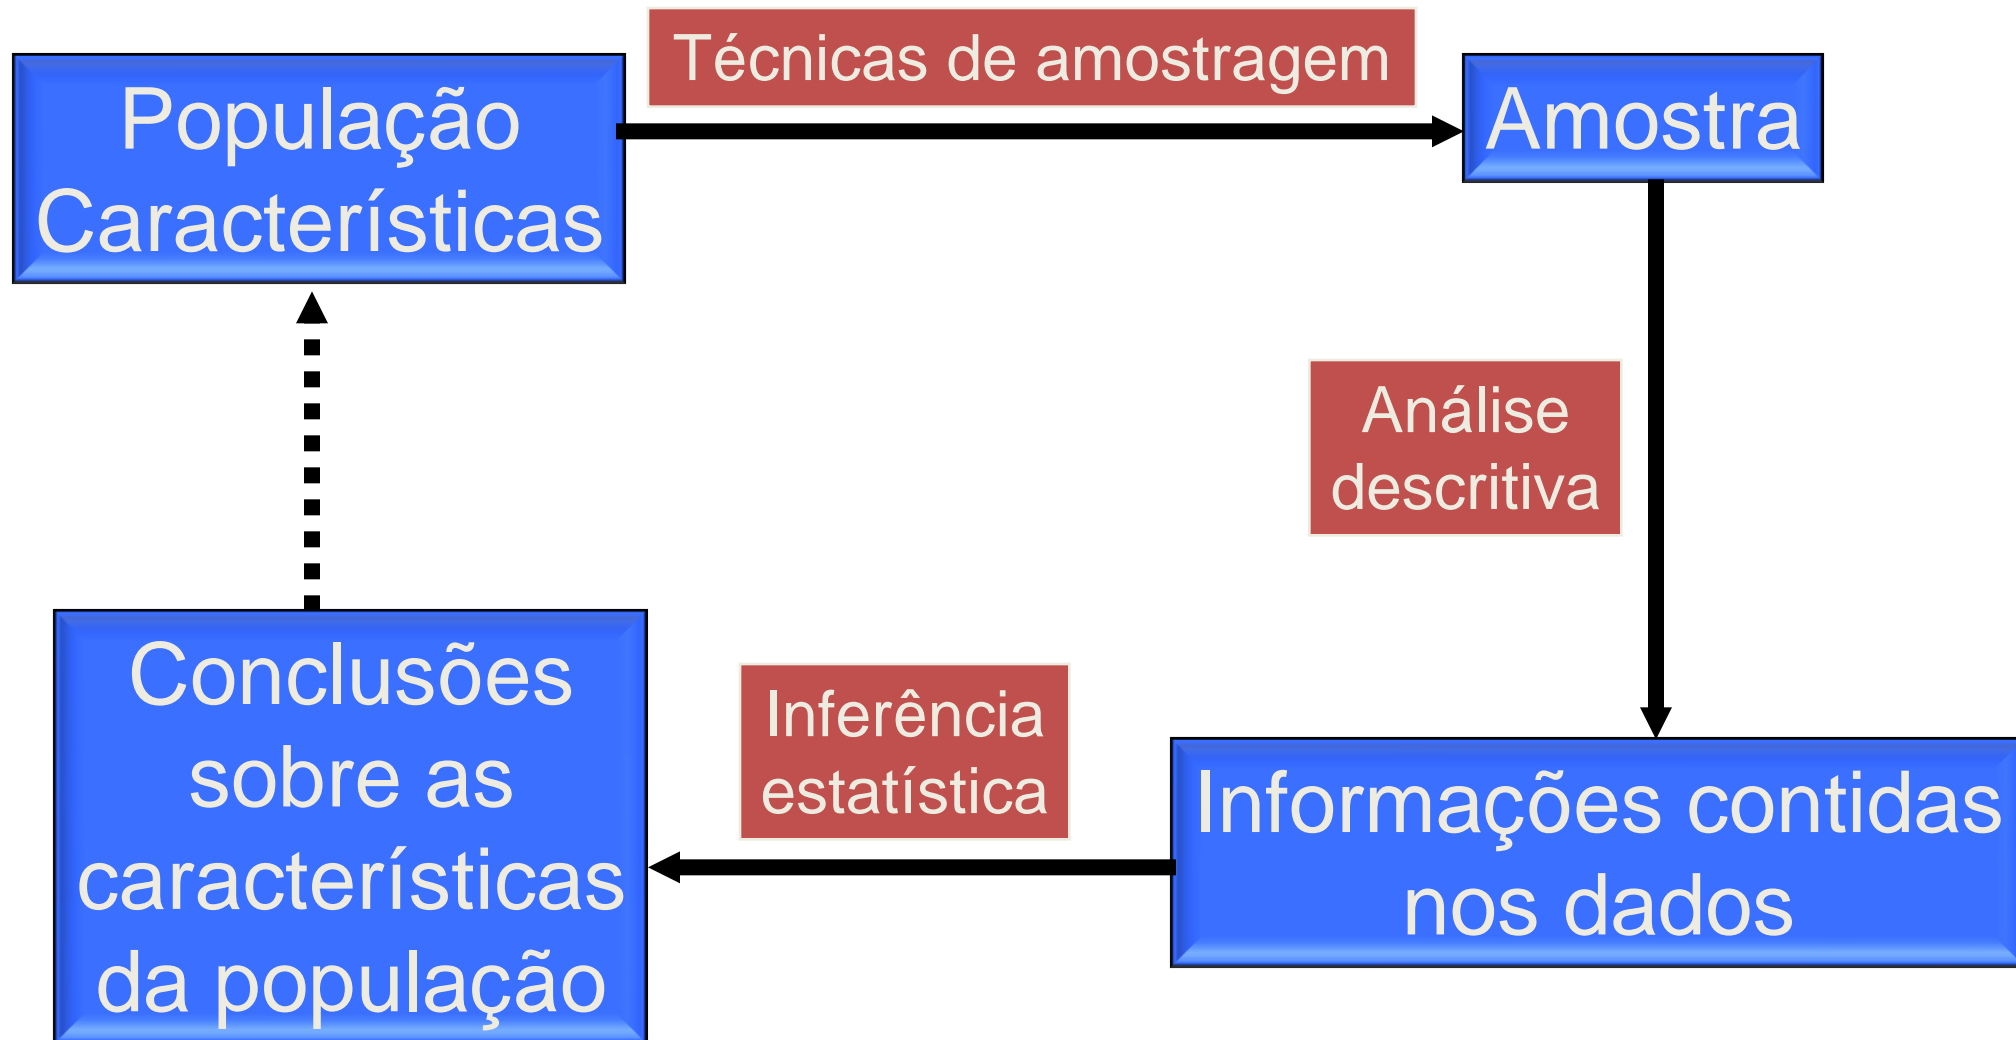 Técnicas de amostragem
População
Características
Amostra
Análise
descritiva
Conclusões
sobre as
características
da população
Inferência
estatística
Informações contidas
nos dados